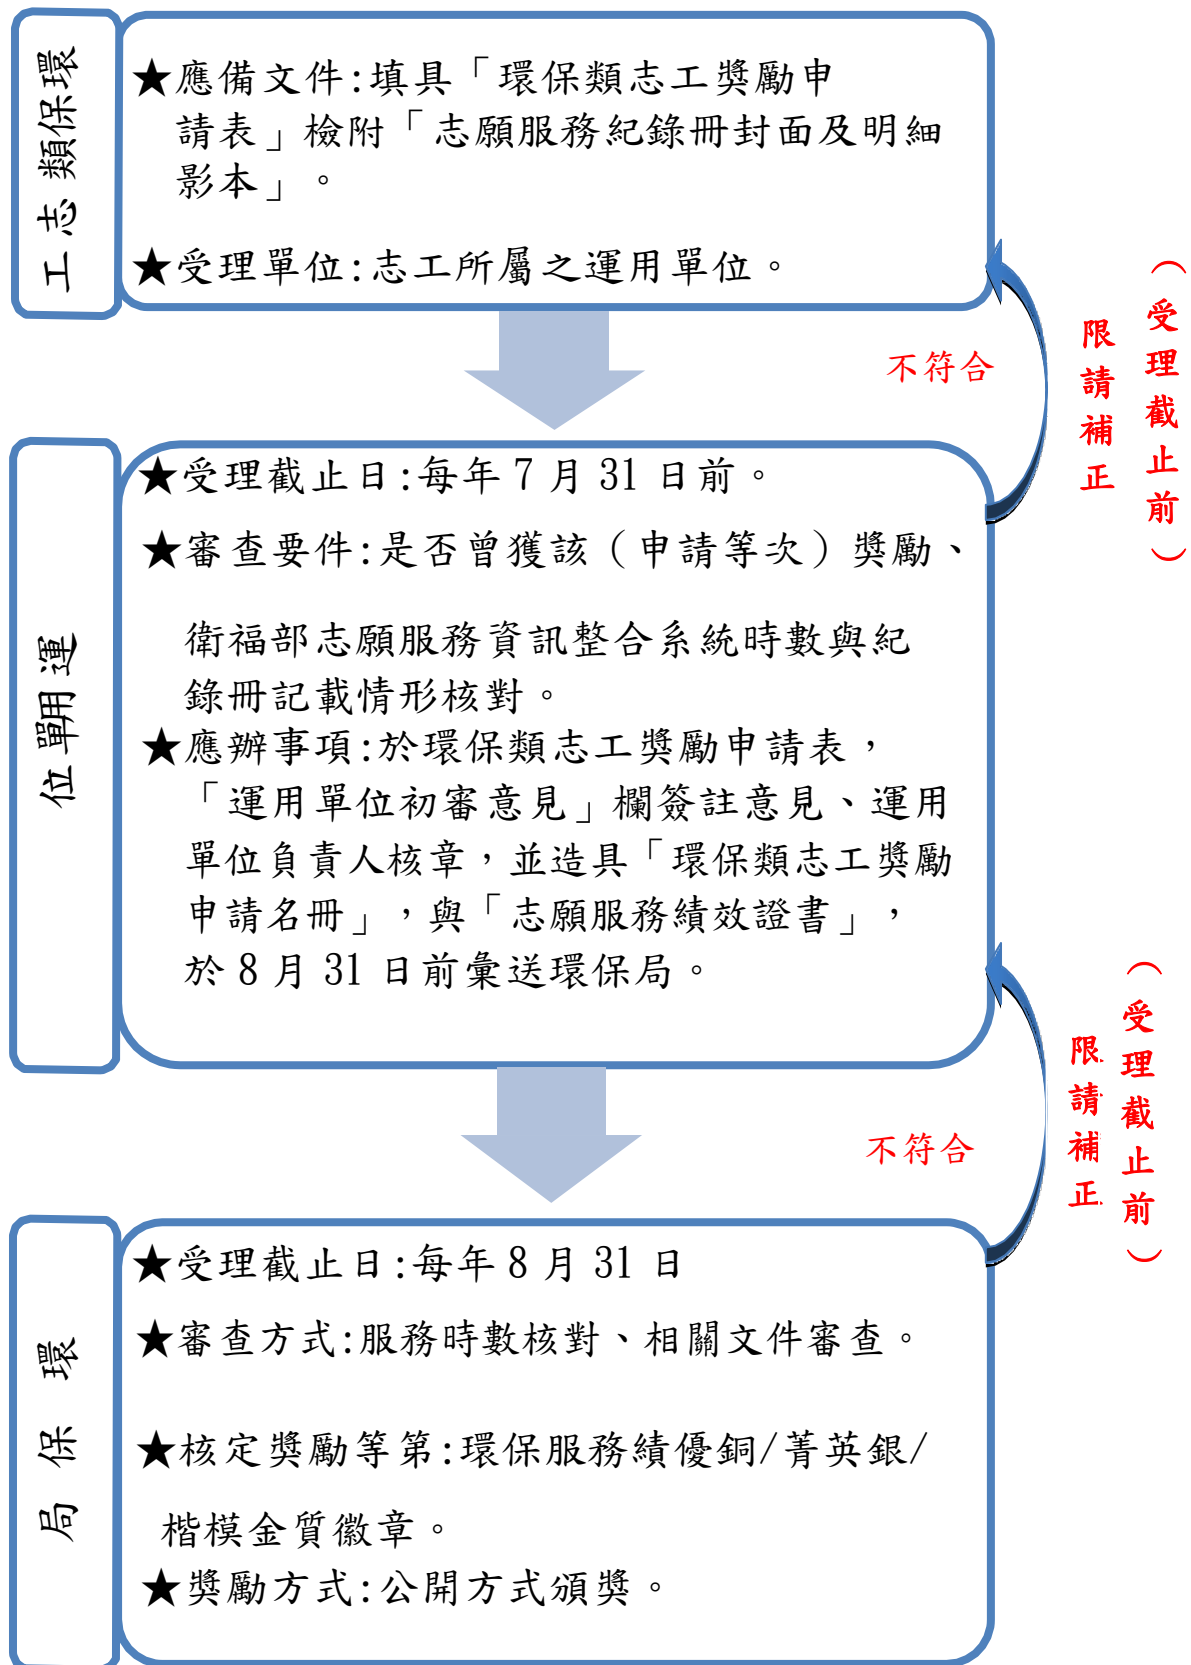 環保類志工
★應備文件:填具「環保類志工獎勵申
請表」檢附「志願服務紀錄冊封面及明細
影本」。
★受理單位:志工所屬之運用單位。
不符合
限請補正
（受理截止前）
運用單位
★受理截止日:每年 7 月 31 日前。
★審查要件:是否曾獲該（申請等次）獎勵、
衛福部志願服務資訊整合系統時數與紀
錄冊記載情形核對。
★應辦事項:於環保類志工獎勵申請表，
「運用單位初審意見」欄簽註意見、運用
單位負責人核章，並造具「環保類志工獎勵
申請名冊」，與「志願服務績效證書」，
於 8 月 31 日前彙送環保局。
不符合
限請補正
（受理截止前）
環保局
★受理截止日:每年 8 月 31 日
★審查方式:服務時數核對、相關文件審查。
★核定獎勵等第:環保服務績優銅/菁英銀/
楷模金質徽章。
★獎勵方式:公開方式頒獎。